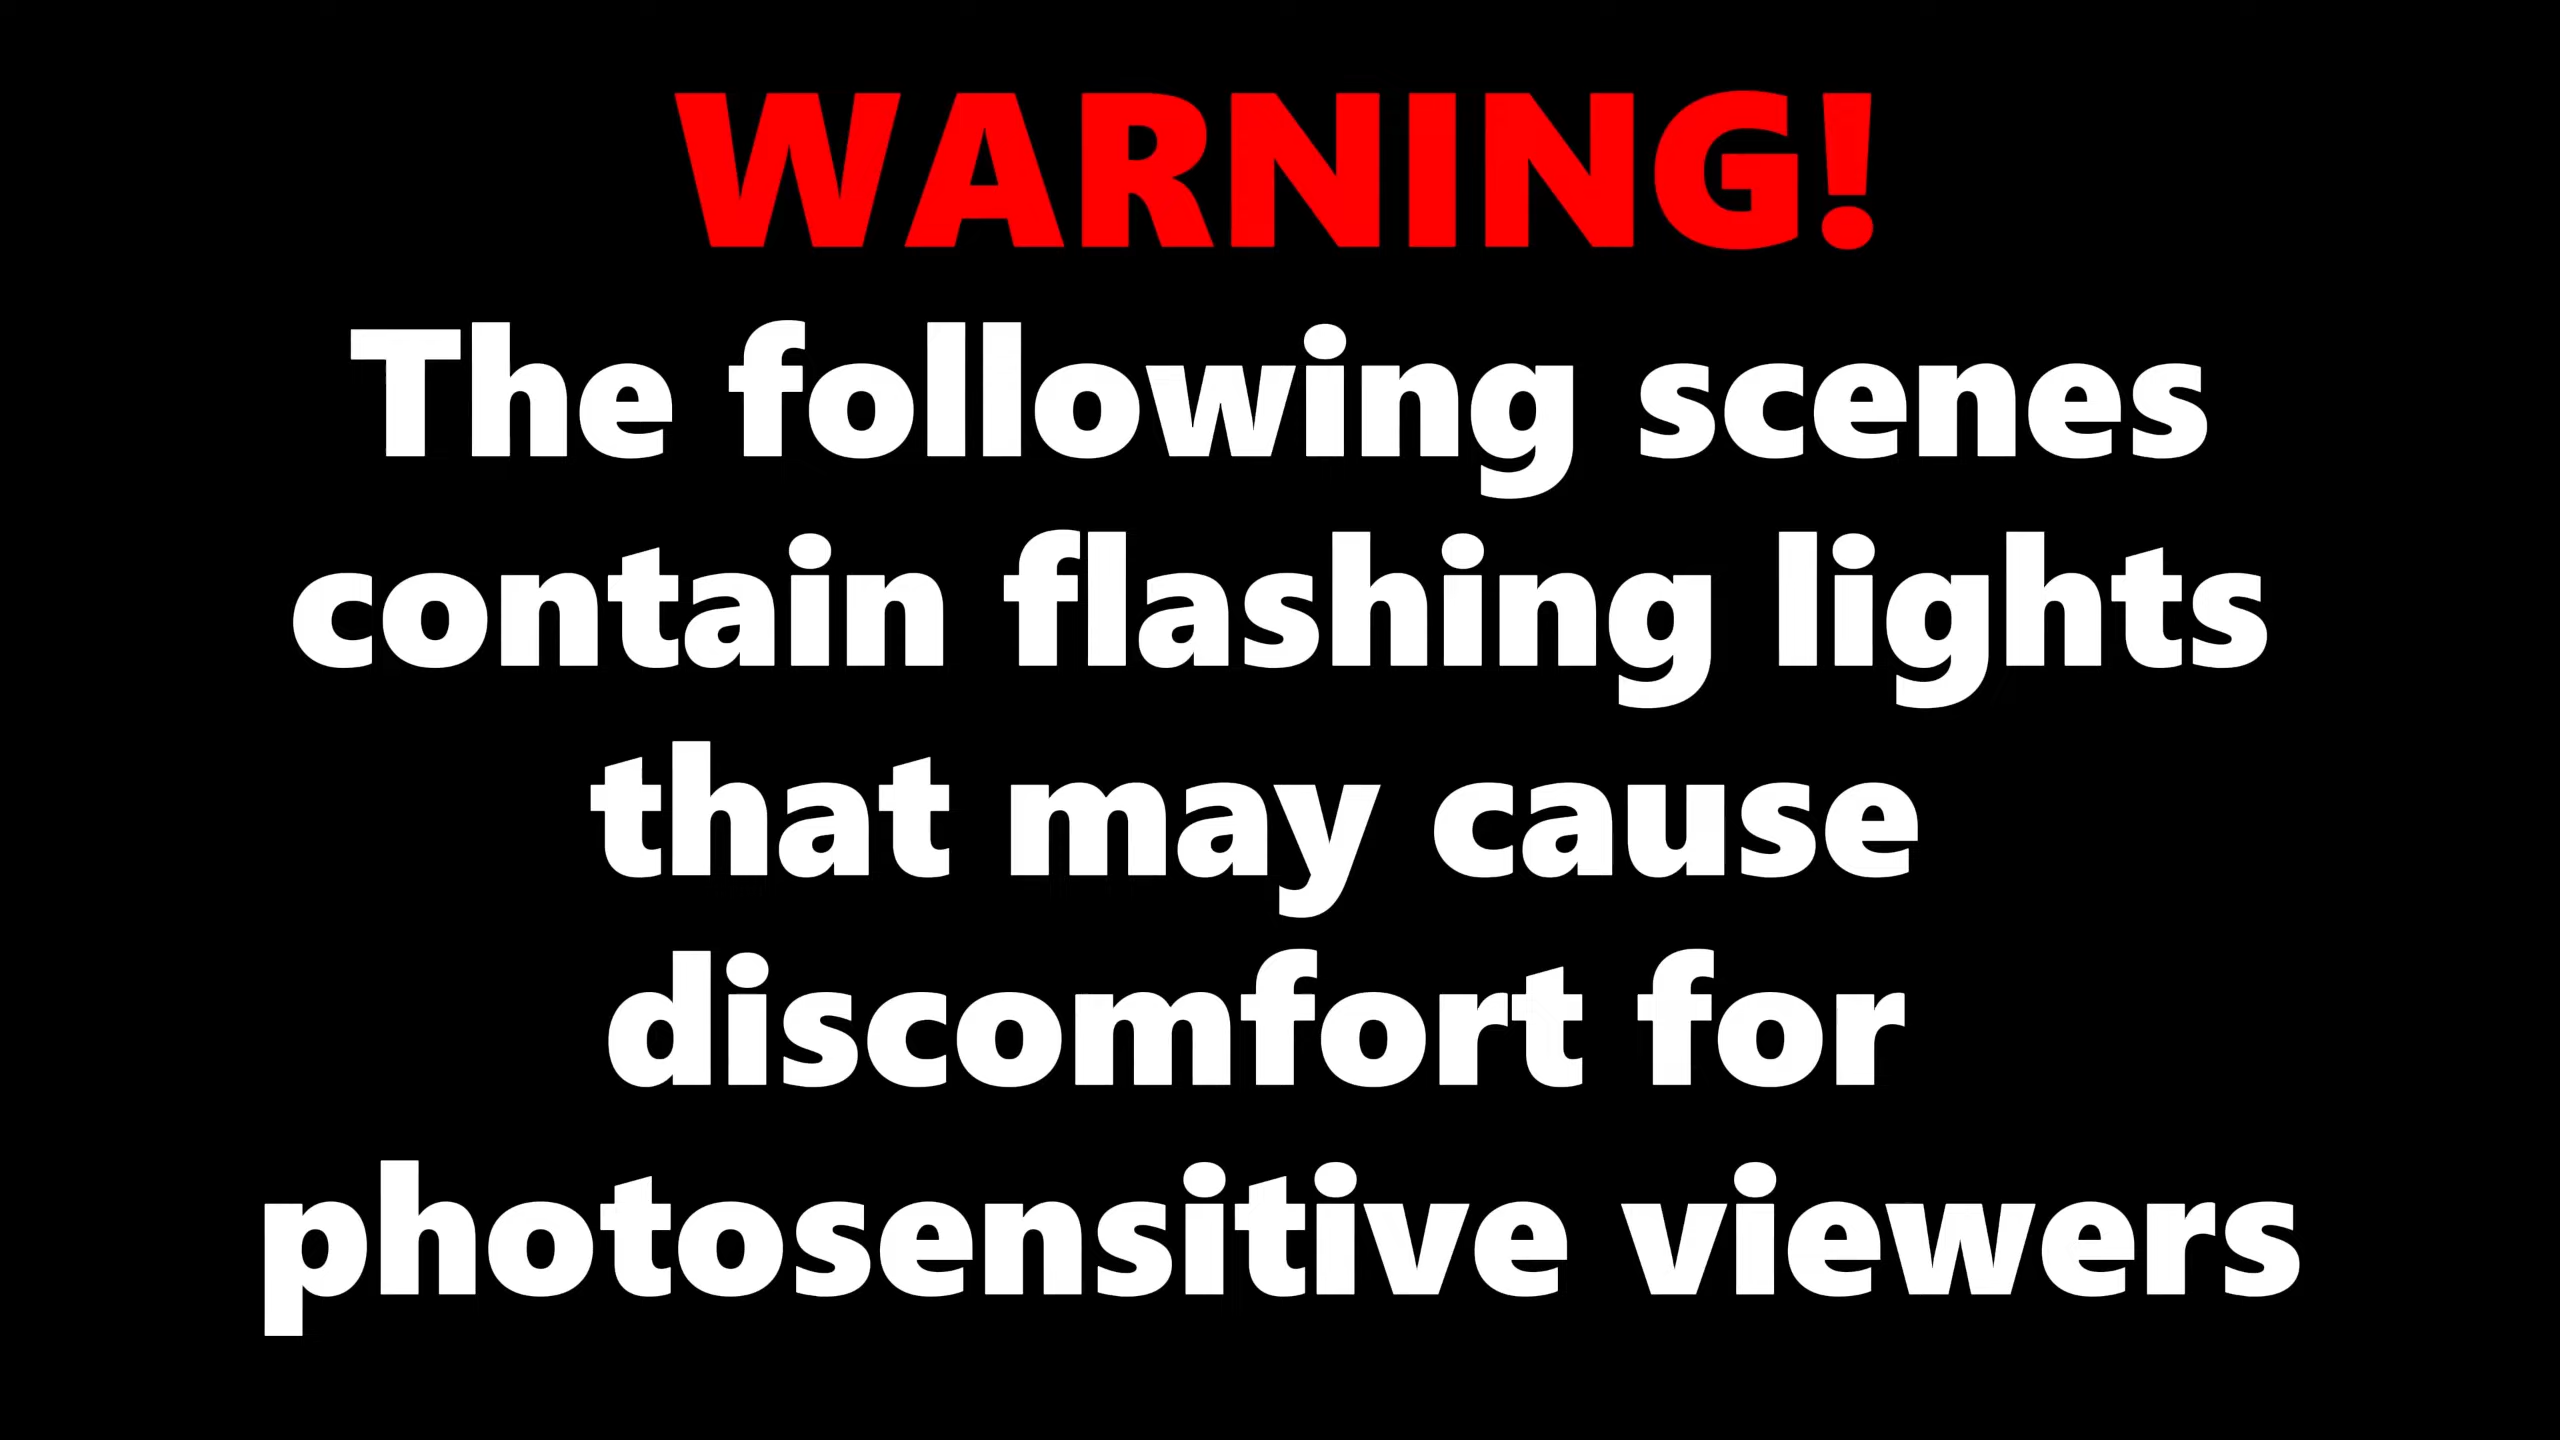 WARNING!
The following scenes
contain flashing lights
that may cause
discomfort for
photosensitive viewers